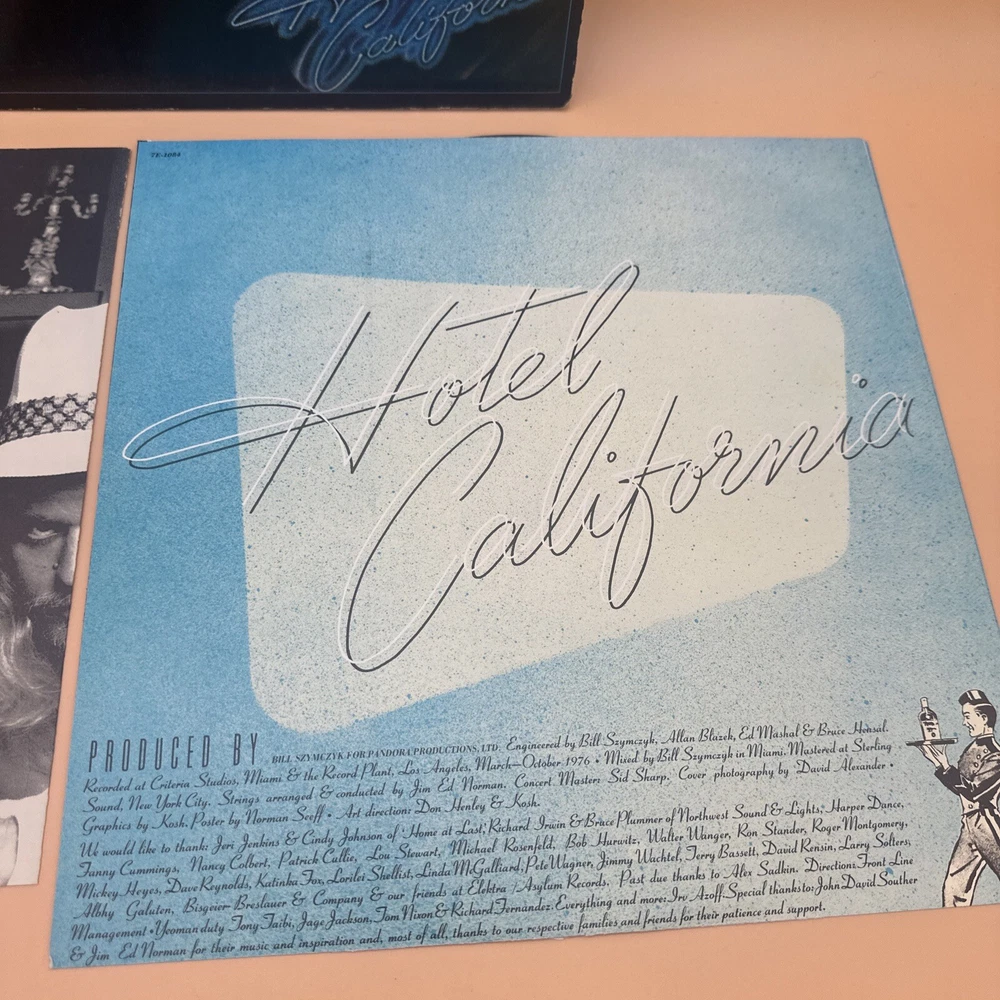 Hotel
California
7E-1084
Hotel
California
PRODUCED BY BILL SZYMCZYK FOR PANDORA PRODUCTIONS, LTD. Engineered by Bill Szymczyk, Allan Blazek, Ed Mashal & Bruce Hensal.
Recorded at Criteria Studios, Miami & the Record Plant, Los Angeles, March—October 1976 • Mixed by Bill Szymczyk in Miami. Mastered at Sterling
Sound, New York City. Strings arranged & conducted by Jim Ed Norman. Concert Master: Sid Sharp. Cover photography by David Alexander •
Graphics by Kosh. Poster by Norman Seeff • Art direction: Don Henley & Kosh.
We would like to thank: Jeri Jenkins & Cindy Johnson of 'Home at Last,' Richard Irwin & Bruce Plummer of Northwest Sound & Lights, Harper Dance,
Fanny Cummings, Nancy Colbert, Patrick Cullie, Lou Stewart, Michael Rosenfeld, Bob Hurwitz, Walter Wanger, Ron Stander, Roger Montgomery,
Mickey Heyes, Dave Reynolds, Katinka Fox, Lorilei Shellist, Linda McGalliard, Pete Wagner, Jimmy Wachtel, Terry Bassett, David Rensin, Larry Solters,
Albhy Galuten, Bisgeier Breslauer & Company & our friends at Elektra / Asylum Records. Past due thanks to Alex Sadkin. Direction: Front Line
Management • Yeoman duty Tony Taibi, Jage Jackson, Tom Nixon & Richard Fernandez. Everything and more: Irv Azoff. Special thanks to: John David Souther
& Jim Ed Norman for their music and inspiration and, most of all, thanks to our respective families and friends for their patience and support.